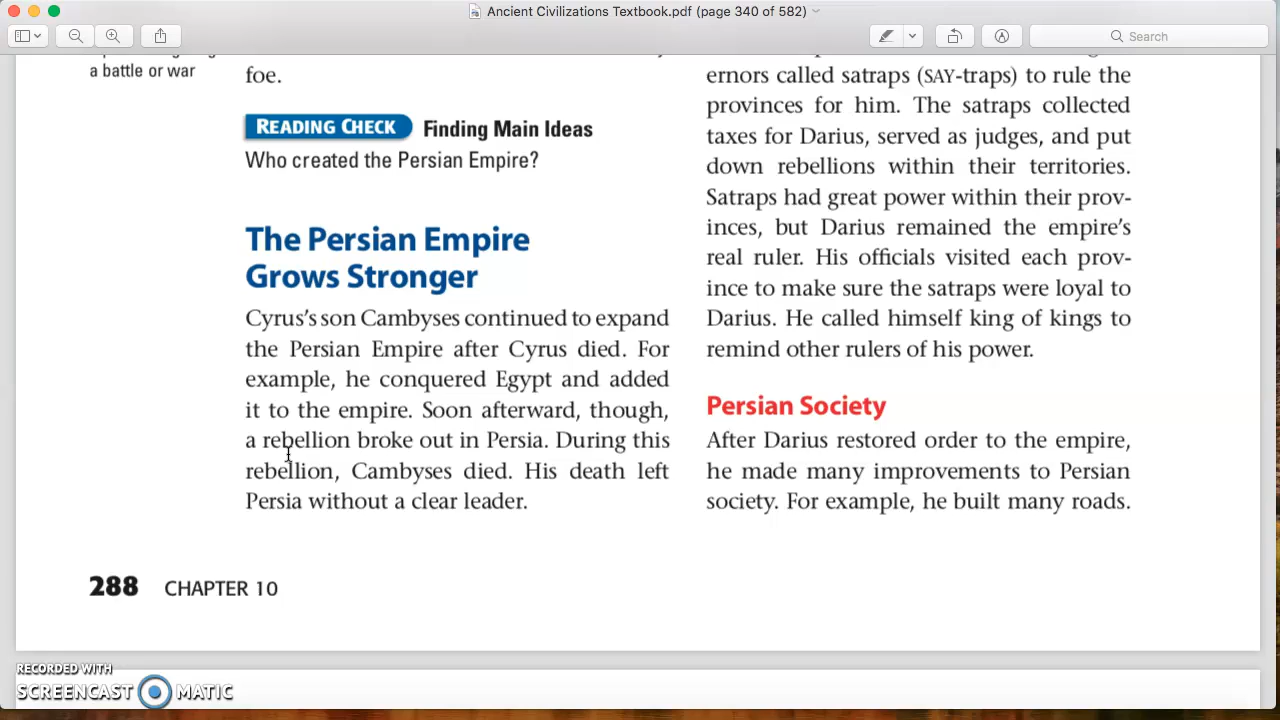 Ancient Civilizations Textbook.pdf (page 340 of 582)
Search
a battle or war
foe.
READING CHECK Finding Main Ideas
Who created the Persian Empire?
The Persian Empire
Grows Stronger
Cyrus's son Cambyses continued to expand
the Persian Empire after Cyrus died. For
example, he conquered Egypt and added
it to the empire. Soon afterward, though,
a rebellion broke out in Persia. During this
rebellion, Cambyses died. His death left
Persia without a clear leader.
ernors called satraps (SAY-traps) to rule the
provinces for him. The satraps collected
taxes for Darius, served as judges, and put
down rebellions within their territories.
Satraps had great power within their prov-
inces, but Darius remained the empire's
real ruler. His officials visited each prov-
ince to make sure the satraps were loyal to
Darius. He called himself king of kings to
remind other rulers of his power.
Persian Society
After Darius restored order to the empire,
he made many improvements to Persian
society. For example, he built many roads.
288 CHAPTER 10
RECORDED WITH
SCREENCAST MATIC